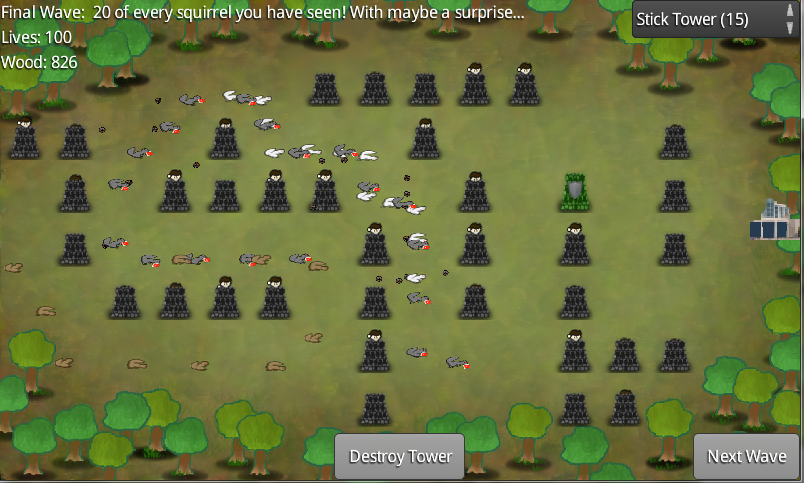 Final Wave:  20 of every squirrel you have seen! With maybe a surprise...
Stick Tower (15)
Lives: 100
Wood: 826
Destroy Tower
Next Wave